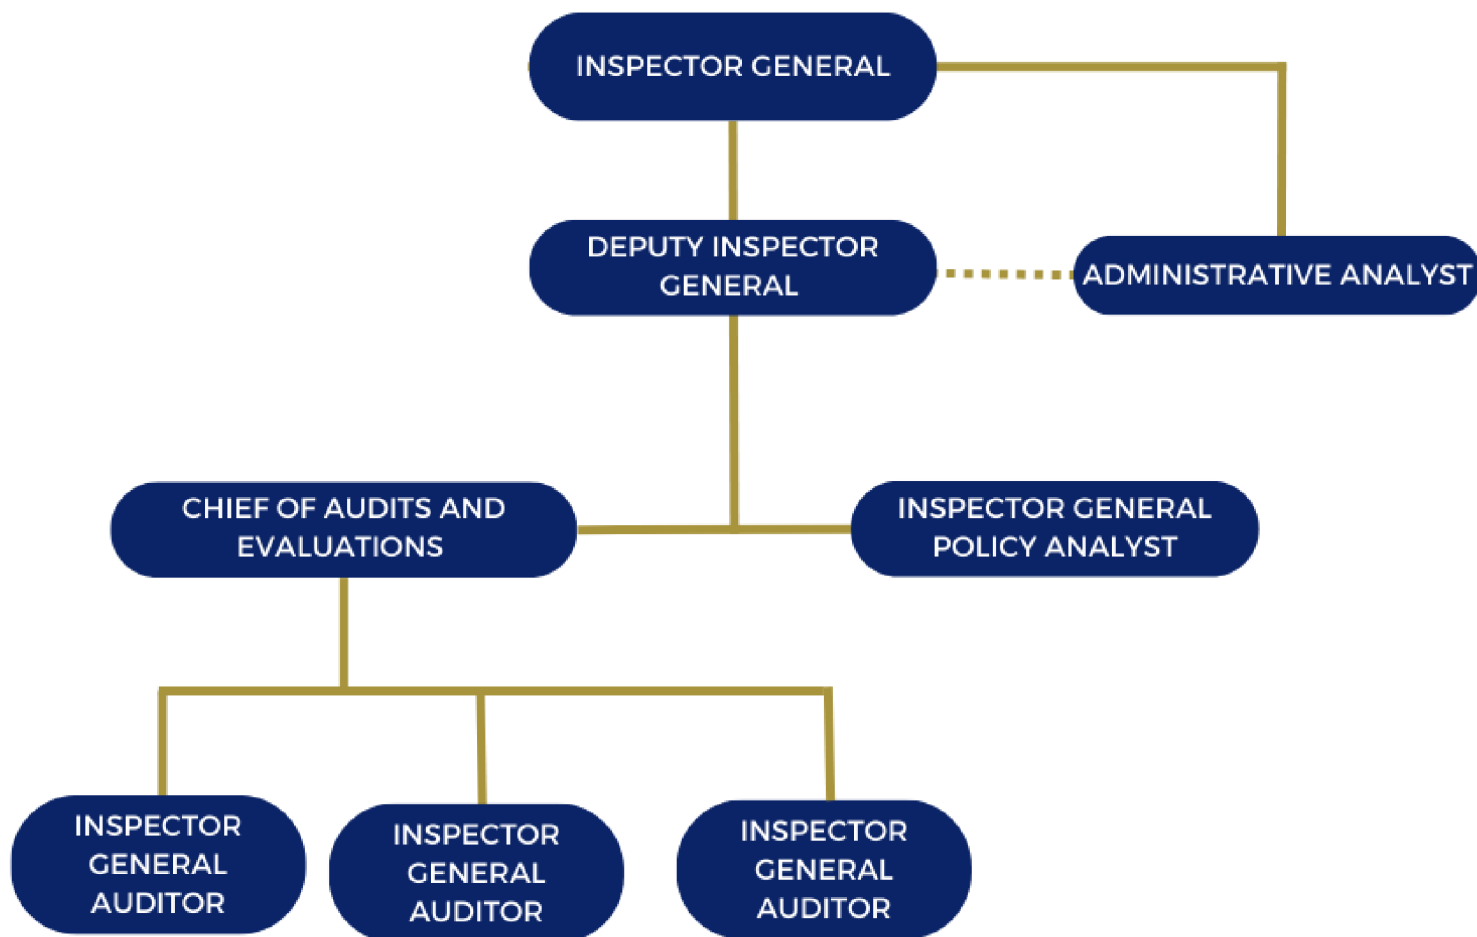 INSPECTOR GENERAL
DEPUTY INSPECTOR
GENERAL
ADMINISTRATIVE ANALYST
CHIEF OF AUDITS AND
EVALUATIONS
INSPECTOR GENERAL
POLICY ANALYST
INSPECTOR
GENERAL
AUDITOR
INSPECTOR
GENERAL
AUDITOR
INSPECTOR
GENERAL
AUDITOR